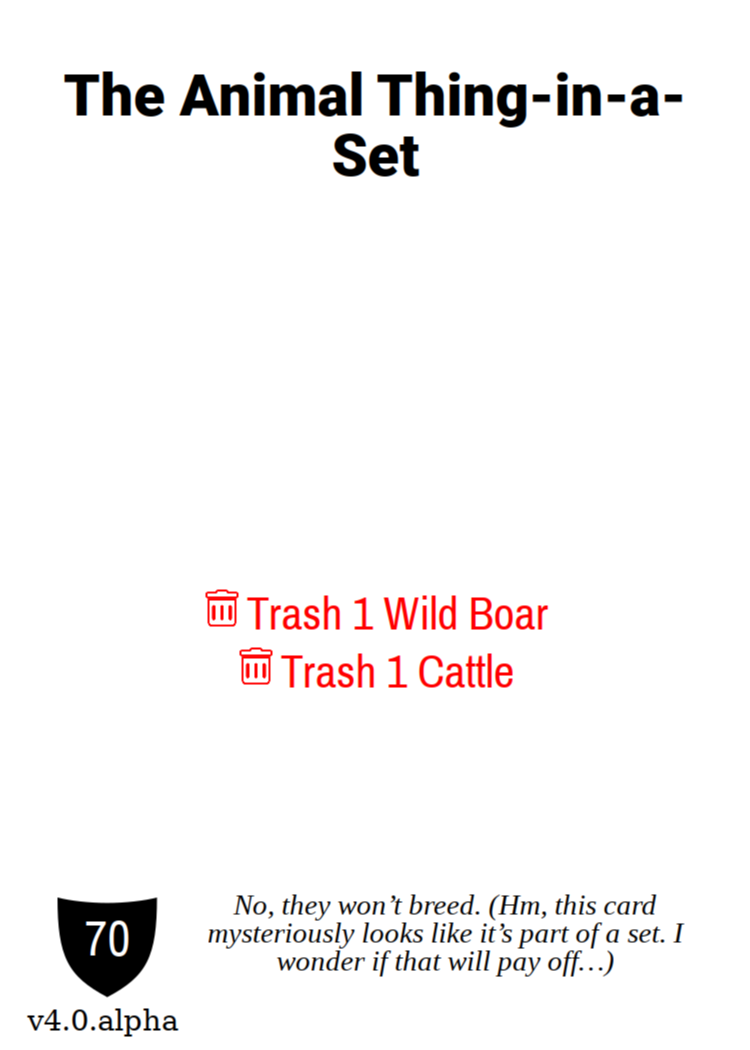 The Animal Thing-in-a-
Set
Trash 1 Wild Boar
Trash 1 Cattle
70
v4.0.alpha
No, they won’t breed. (Hm, this card
mysteriously looks like it’s part of a set. I
wonder if that will pay off…)